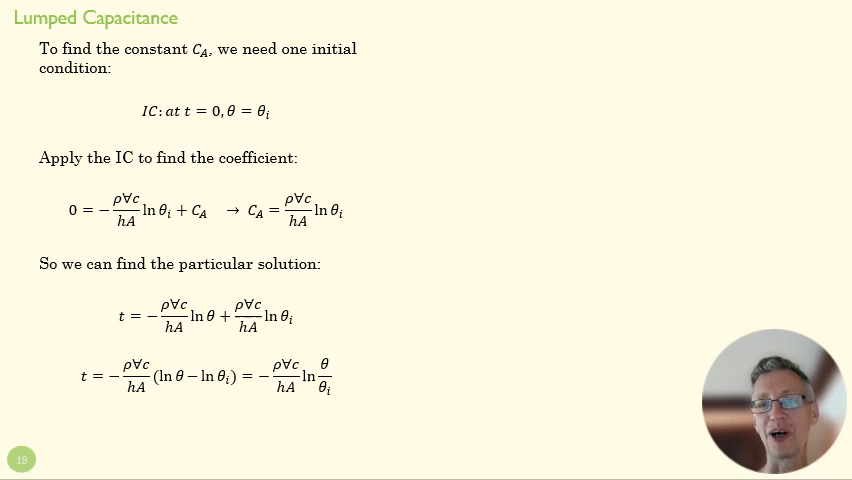 Lumped Capacitance
To find the constant C_A, we need one initial
condition:
IC: at t = 0, θ = θ_i
Apply the IC to find the coefficient:
0 = −(ρ∀c/hA) ln θ_i + C_A → C_A = (ρ∀c/hA) ln θ_i
So we can find the particular solution:
t = −(ρ∀c/hA) ln θ + (ρ∀c/hA) ln θ_i
t = −(ρ∀c/hA) (ln θ − ln θ_i) = −(ρ∀c/hA) ln (θ/θ_i)
19